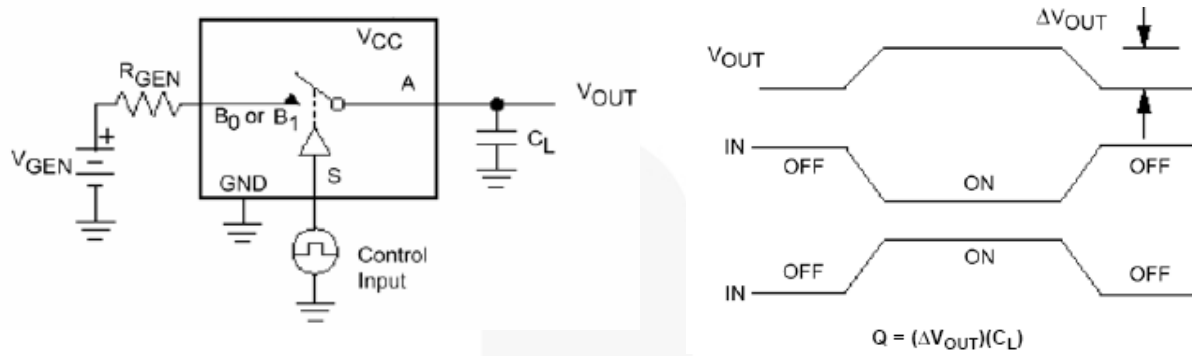 VCC
RGEN
A
VOUT
B0 or B1
+
CL
VGEN
S
GND
Control
Input
ΔVOUT
VOUT
IN
OFF
OFF
ON
OFF
ON
OFF
IN
Q = (ΔVOUT)(CL)